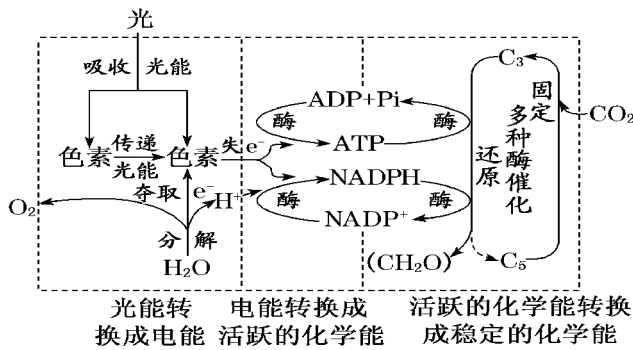 光
吸收 光能
色素 传递 光能 色素 失 e⁻
夺取 e⁻
O₂
H⁺
分解
H₂O
ADP+Pi
酶 酶
ATP
NADPH
酶 酶
NADP⁺
C₃
固定
CO₂
多种酶催化
还原
(CH₂O)
C₅
光能转
换成电能
电能转换成
活跃的化学能
活跃的化学能转换
成稳定的化学能